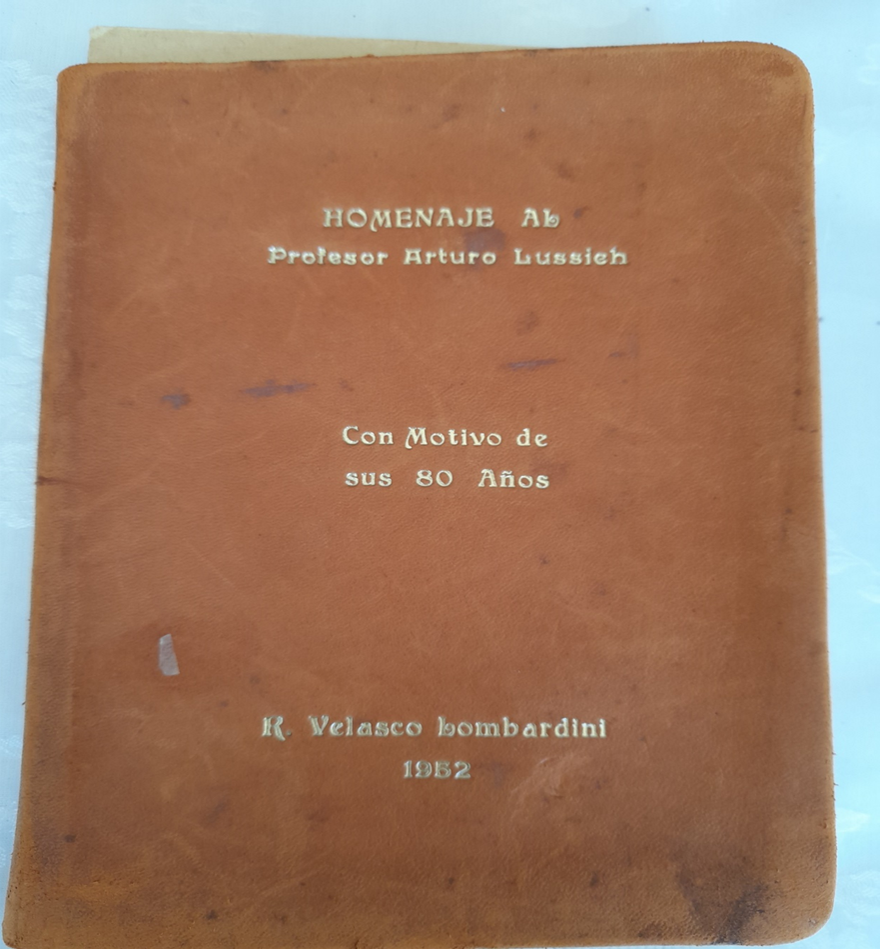 HOMENAJE AL
Profesor Arturo Lussich
Con Motivo de
sus 80 Años
R. Velasco Lombardini
1952